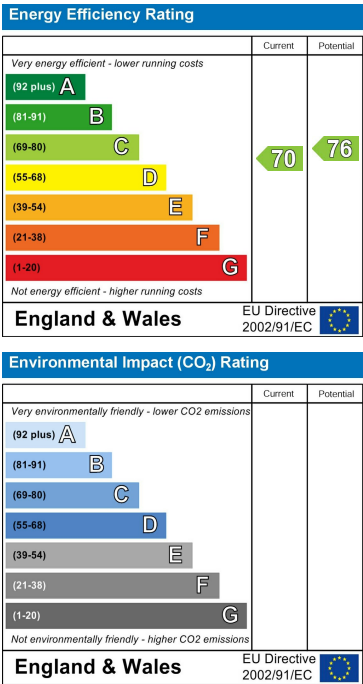 Energy Efficiency Rating
Current Potential
Very energy efficient - lower running costs
(92 plus) A
(81-91) B
(69-80) C
(55-68) D
(39-54) E
(21-38) F
(1-20) G
70 76
Not energy efficient - higher running costs
England & Wales
EU Directive
2002/91/EC
Environmental Impact (CO₂) Rating
Current Potential
Very environmentally friendly - lower CO2 emissions
(92 plus) A
(81-91) B
(69-80) C
(55-68) D
(39-54) E
(21-38) F
(1-20) G
Not environmentally friendly - higher CO2 emissions
England & Wales
EU Directive
2002/91/EC